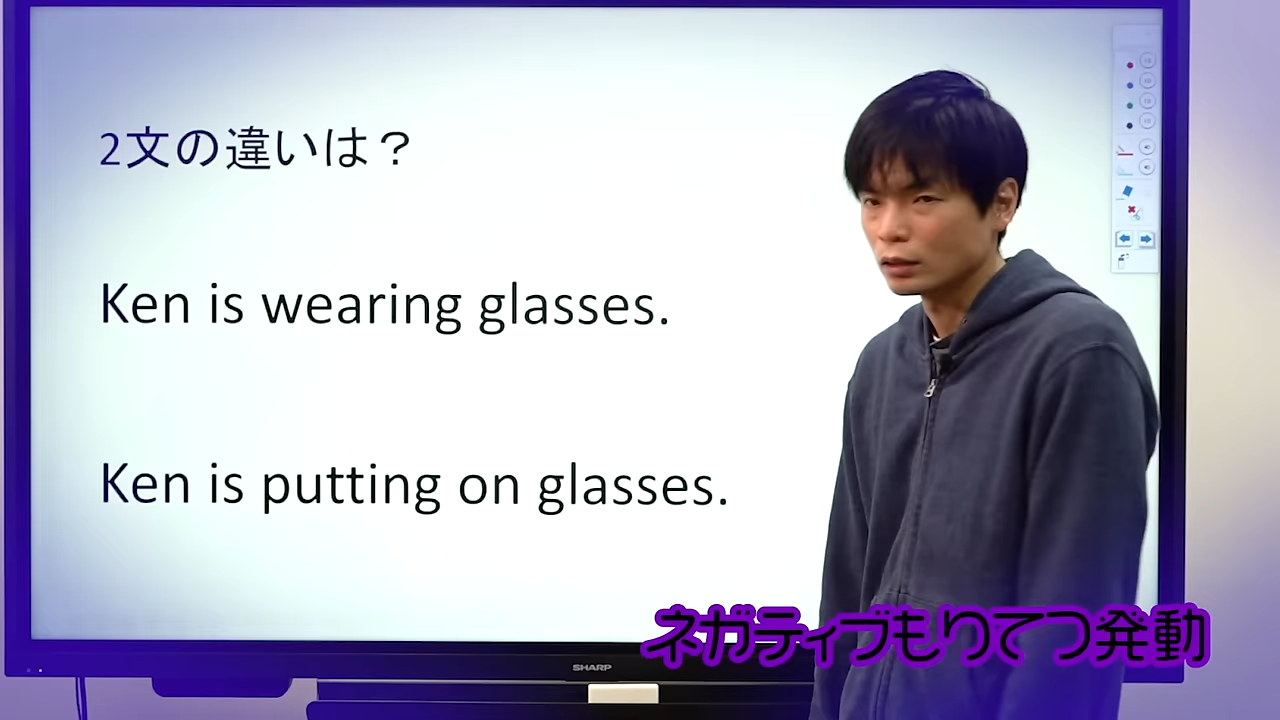 2文の違いは？
Ken is wearing glasses.
Ken is putting on glasses.
ネガティブもりてつ発動
SHARP